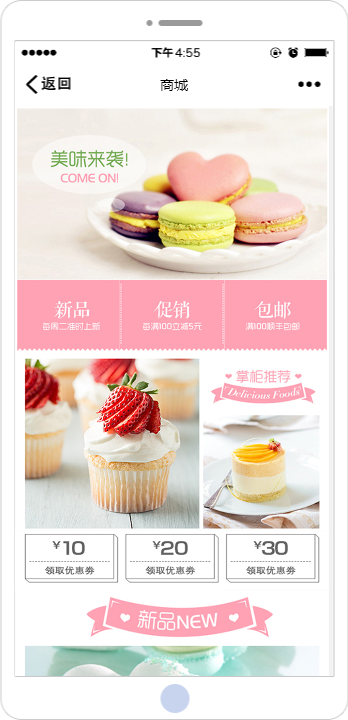 下午4:55
返回
商城
美味来袭!
COME ON!
新品
促销
包邮
每周二准时上新
每满100立减5元
满100顺丰包邮
掌柜推荐
Delicious Foods
¥10
¥20
¥30
领取优惠券
领取优惠券
领取优惠券
新品NEW